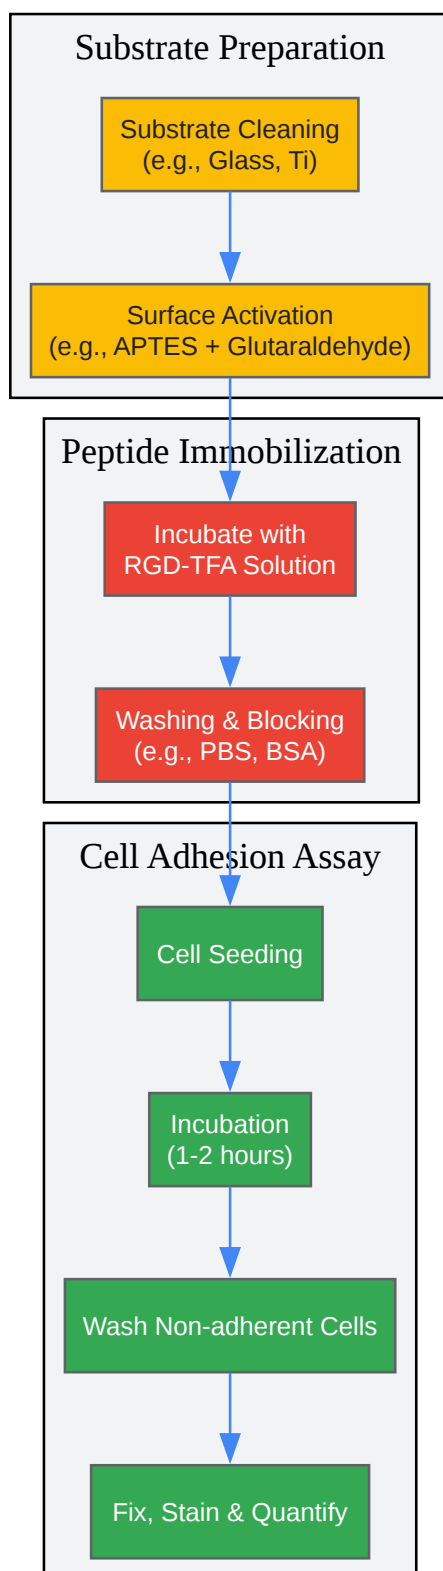 Substrate Preparation
Substrate Cleaning
(e.g., Glass, Ti)
Surface Activation
(e.g., APTES + Glutaraldehyde)
Peptide Immobilization
Incubate with
RGD-TFA Solution
Washing & Blocking
(e.g., PBS, BSA)
Cell Adhesion Assay
Cell Seeding
Incubation
(1-2 hours)
Wash Non-adherent Cells
Fix, Stain & Quantify